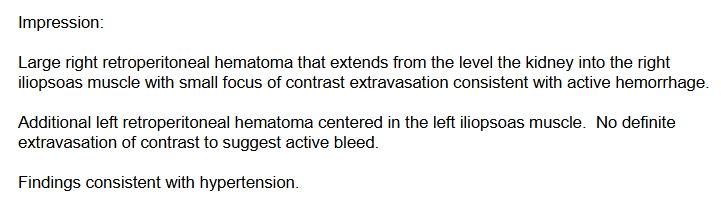 Impression:
Large right retroperitoneal hematoma that extends from the level the kidney into the right
iliopsoas muscle with small focus of contrast extravasation consistent with active hemorrhage.
Additional left retroperitoneal hematoma centered in the left iliopsoas muscle.  No definite
extravasation of contrast to suggest active bleed.
Findings consistent with hypertension.